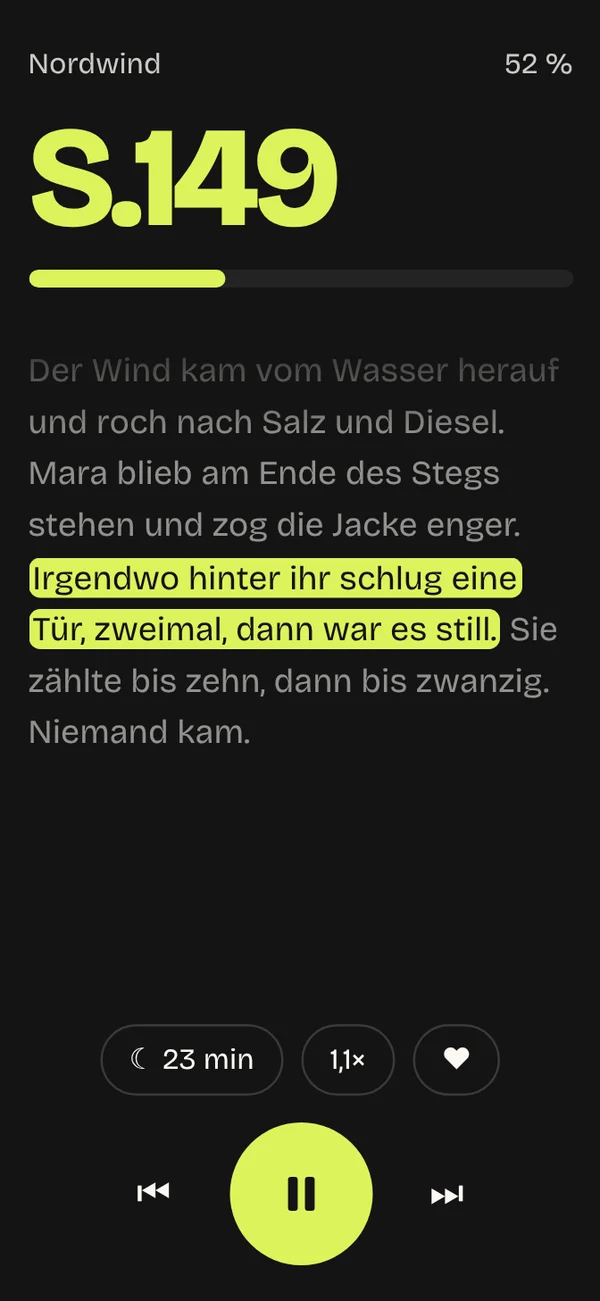 Nordwind
52 %
S.149
Der Wind kam vom Wasser herauf
und roch nach Salz und Diesel.
Mara blieb am Ende des Stegs
stehen und zog die Jacke enger.
Irgendwo hinter ihr schlug eine
Tür, zweimal, dann war es still. Sie
zählte bis zehn, dann bis zwanzig.
Niemand kam.
☾ 23 min
1,1×